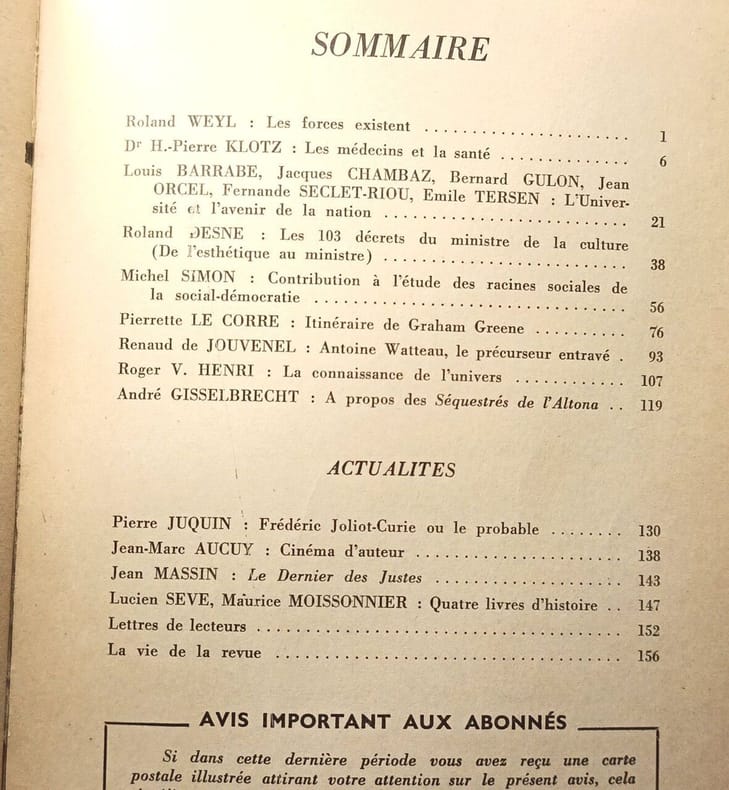 SOMMAIRE
Roland WEYL : Les forces existent ........................ 1
Dr H.-Pierre KLOTZ : Les médecins et la santé ............... 6
Louis BARRABE, Jacques CHAMBAZ, Bernard GULON, Jean
ORCEL, Fernande SECLET-RIOU, Emile TERSEN : L'Univer-
sité et l'avenir de la nation ........................... 21
Roland DESNE : Les 103 décrets du ministre de la culture
(De l'esthétique au ministre) ........................... 38
Michel SIMON : Contribution à l'étude des racines sociales de
la social-démocratie ................................. 56
Pierrette LE CORRE : Itinéraire de Graham Greene .......... 76
Renaud de JOUVENEL : Antoine Watteau, le précurseur entravé . 93
Roger V. HENRI : La connaissance de l'univers ............ 107
André GISSELBRECHT : A propos des Séquestrés de l'Altona .. 119
ACTUALITES
Pierre JUQUIN : Frédéric Joliot-Curie ou le probable ........ 130
Jean-Marc AUCUY : Cinéma d'auteur ...................... 138
Jean MASSIN : Le Dernier des Justes .................... 143
Lucien SEVE, Maurice MOISSONNIER : Quatre livres d'histoire .. 147
Lettres de lecteurs ....................................... 152
La vie de la revue ..................................... 156
AVIS IMPORTANT AUX ABONNÉS
Si dans cette dernière période vous avez reçu une carte
postale illustrée attirant votre attention sur le présent avis, cela